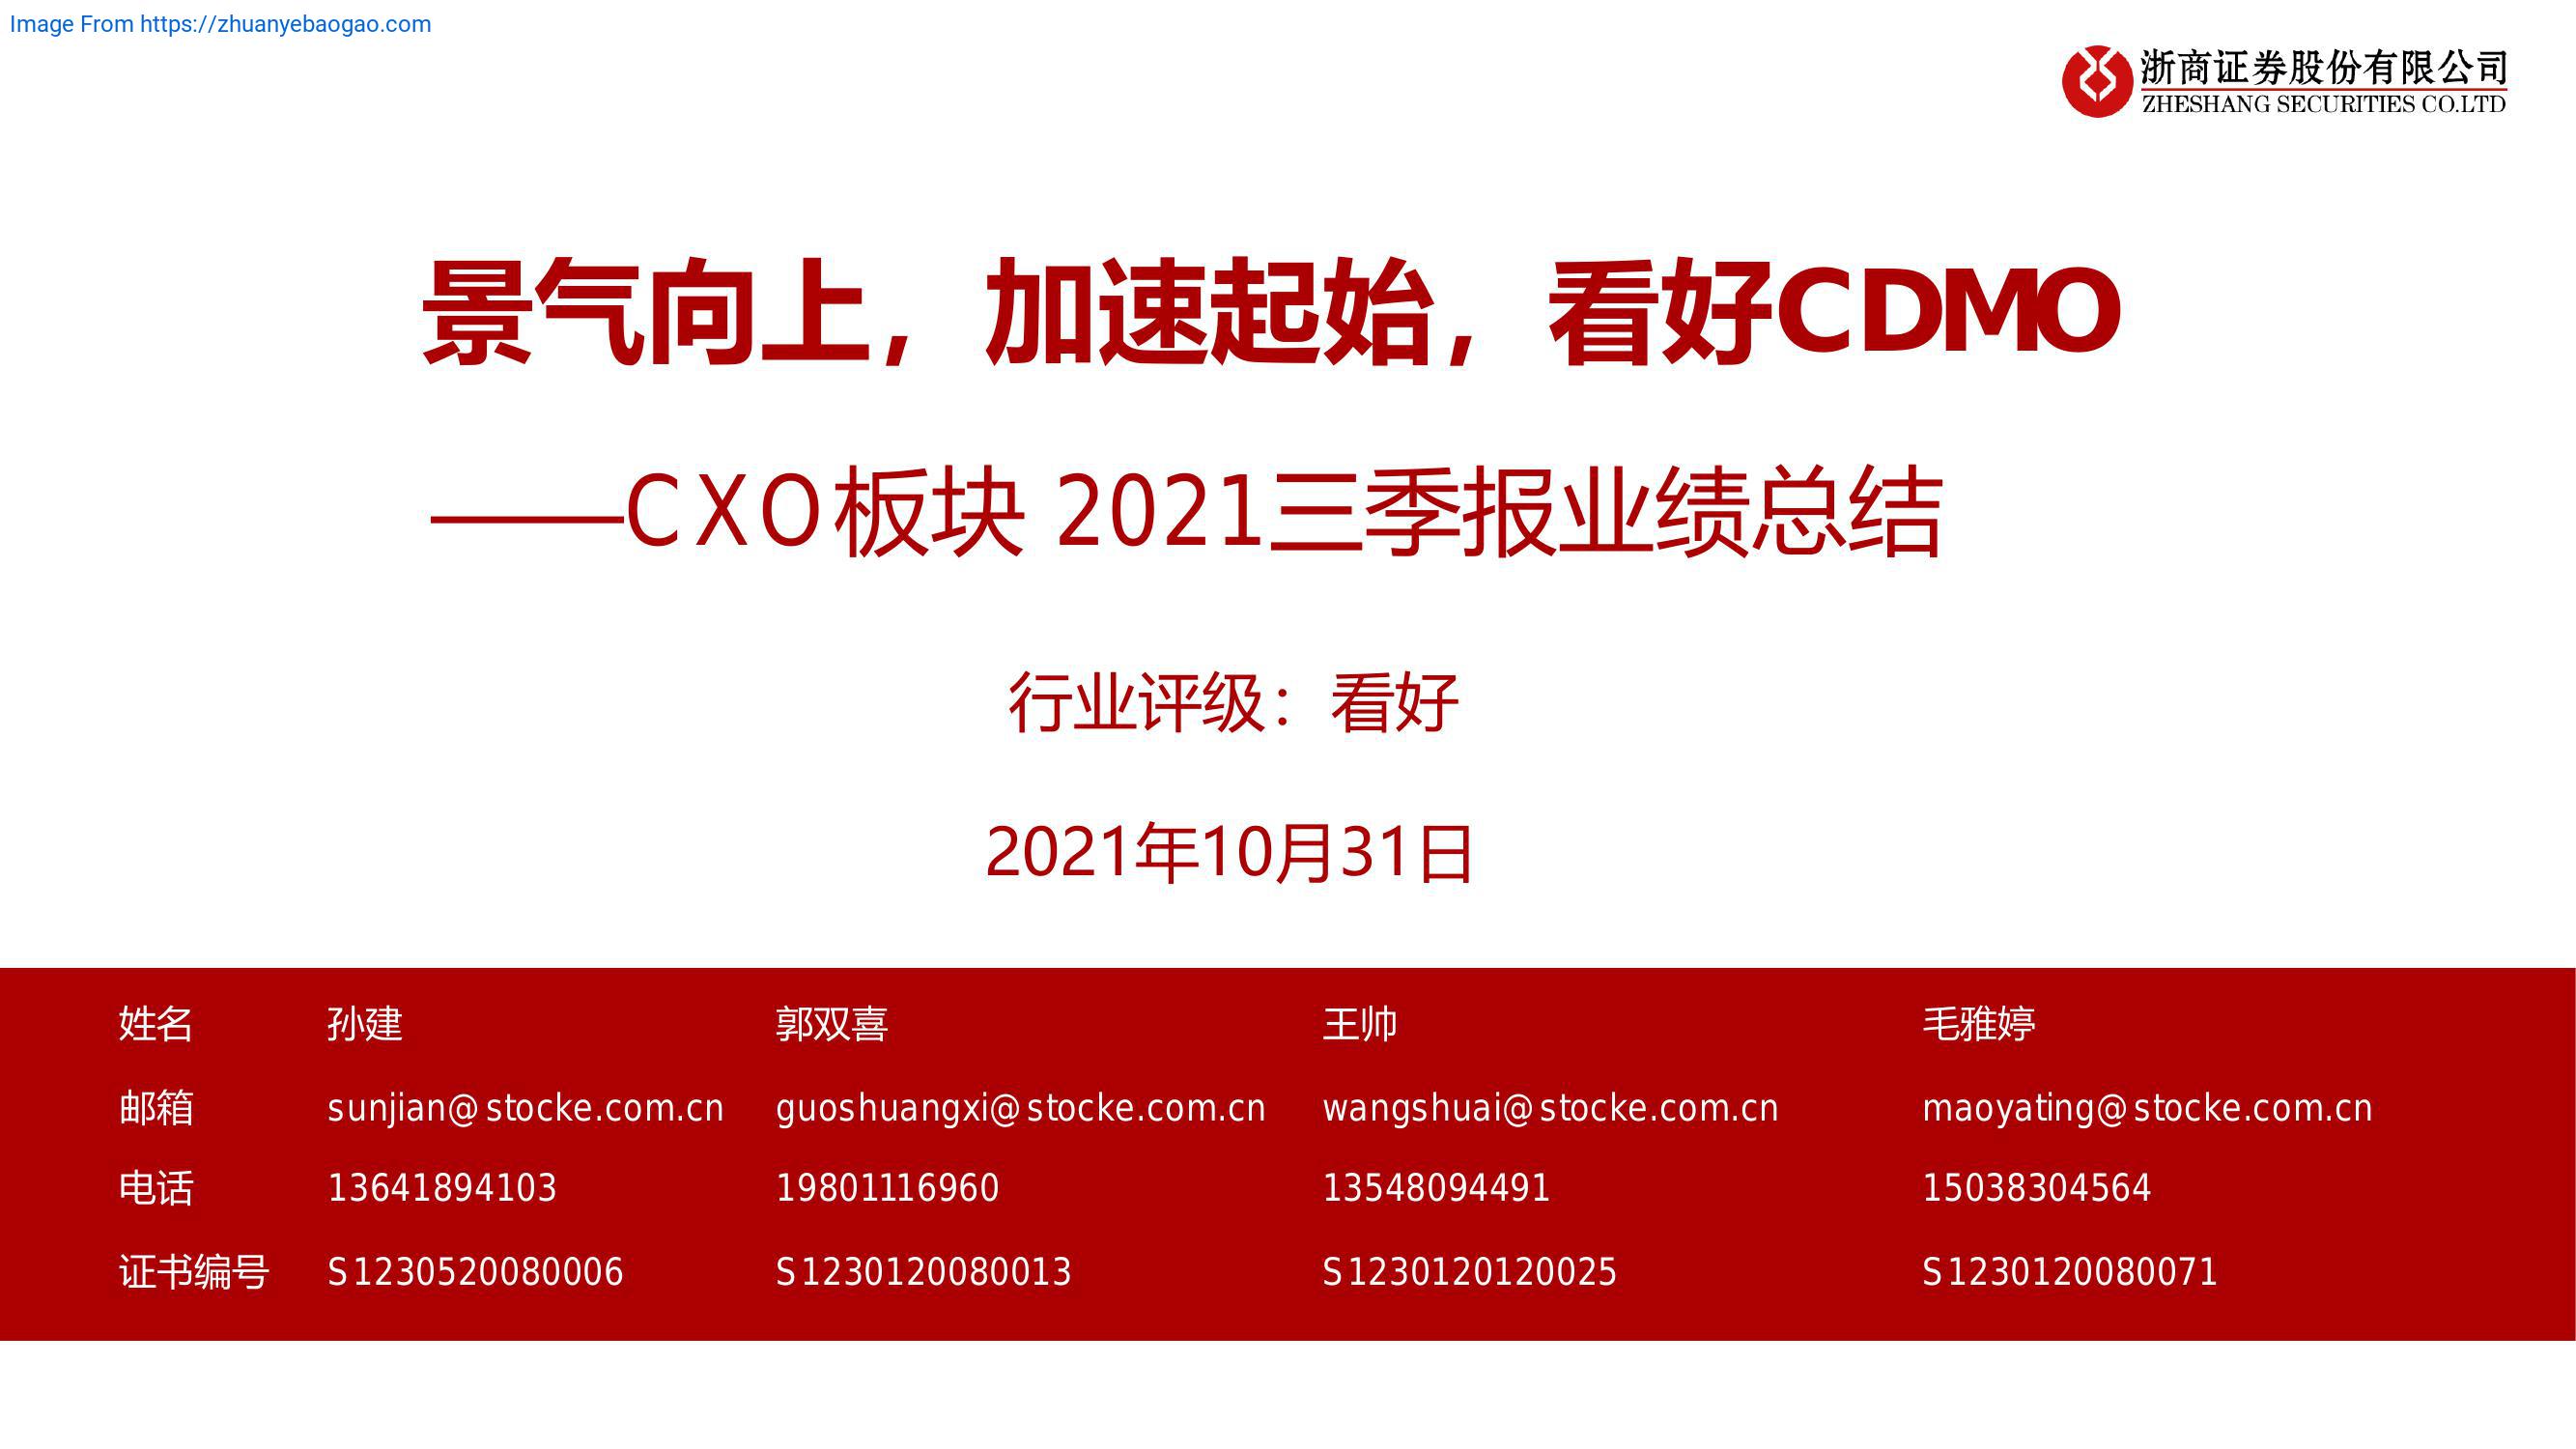 Image From https://zhuanyebaogao.com
浙商证券股份有限公司
ZHESHANG SECURITIES CO.LTD
景气向上，加速起始，看好CDMO
——CXO板块 2021三季报业绩总结
行业评级：看好
2021年10月31日
姓名 孙建 郭双喜 王帅 毛雅婷
邮箱 sunjian@stocke.com.cn guoshuangxi@stocke.com.cn wangshuai@stocke.com.cn maoyating@stocke.com.cn
电话 13641894103 19801116960 13548094491 15038304564
证书编号 S1230520080006 S1230120080013 S1230120120025 S1230120080071